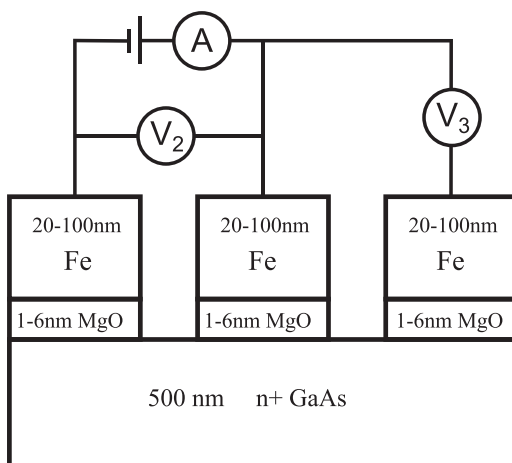 A
V2
V3
20-100nm
Fe
20-100nm
Fe
20-100nm
Fe
1-6nm MgO
1-6nm MgO
1-6nm MgO
500 nm n+ GaAs